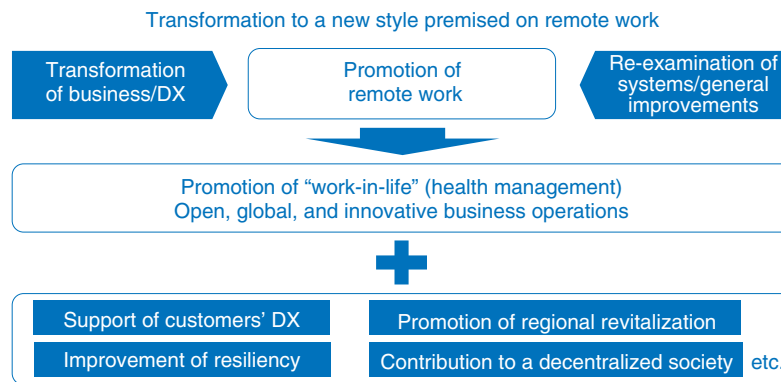 Transformation to a new style premised on remote work
Transformation
of business/DX
Promotion of
remote work
Re-examination of
systems/general
improvements
Promotion of “work-in-life” (health management)
Open, global, and innovative business operations
Support of customers’ DX
Promotion of regional revitalization
Improvement of resiliency
Contribution to a decentralized society
etc.